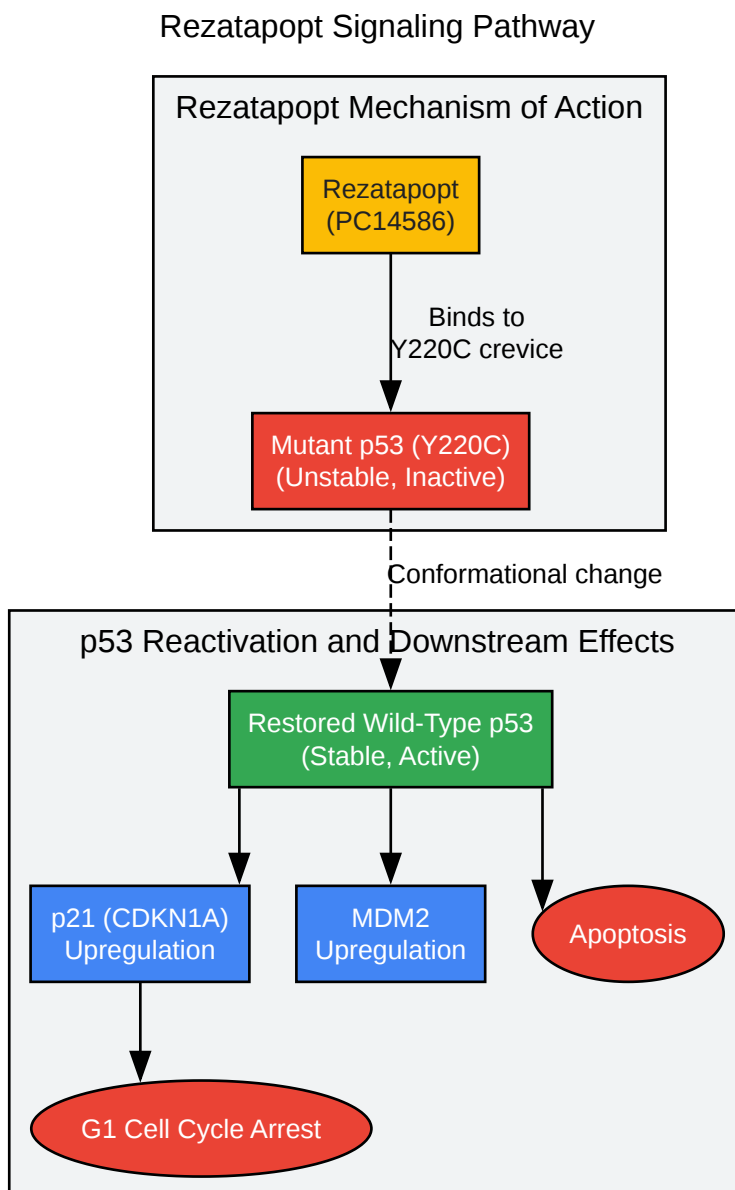 Rezatapopt Signaling Pathway
Rezatapopt Mechanism of Action
Rezatapopt
(PC14586)
Binds to
Y220C crevice
Mutant p53 (Y220C)
(Unstable, Inactive)
Conformational change
p53 Reactivation and Downstream Effects
Restored Wild-Type p53
(Stable, Active)
p21 (CDKN1A)
Upregulation
MDM2
Upregulation
Apoptosis
G1 Cell Cycle Arrest